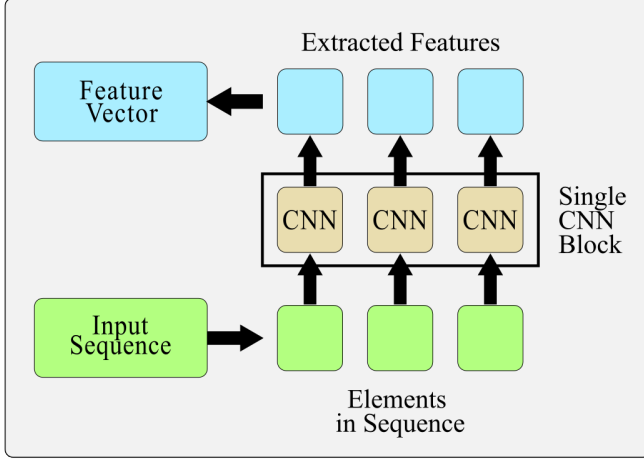 Extracted Features
Feature
Vector
CNN CNN CNN
Single
CNN
Block
Input
Sequence
Elements
in Sequence